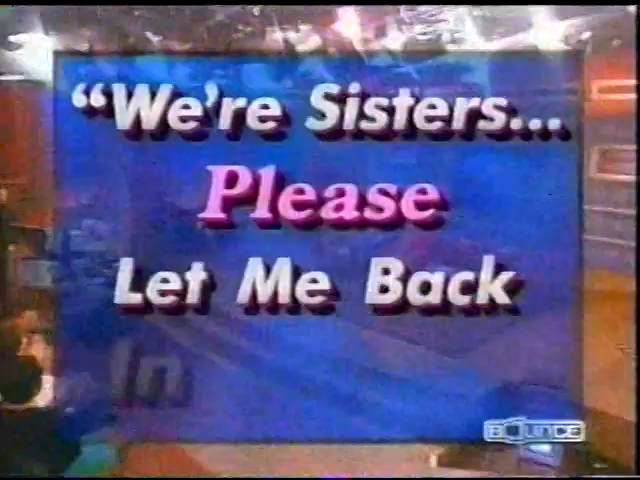 “We're Sisters...
Please
Let Me Back
In
BOUNCE